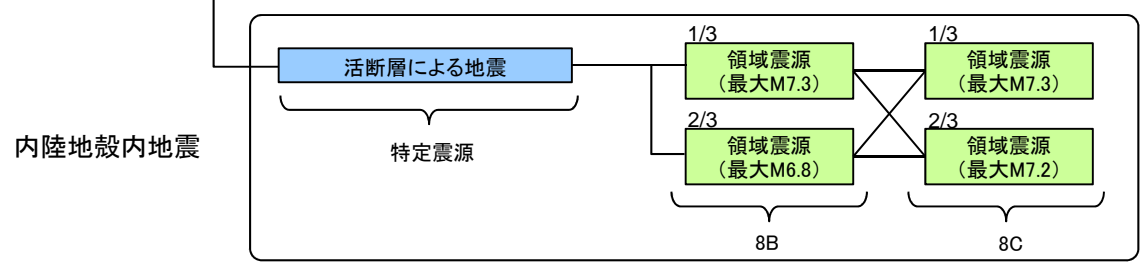 内陸地殻内地震
活断層による地震
特定震源
1/3
領域震源
（最大M7.3）
2/3
領域震源
（最大M6.8）
8B
1/3
領域震源
（最大M7.3）
2/3
領域震源
（最大M7.2）
8C